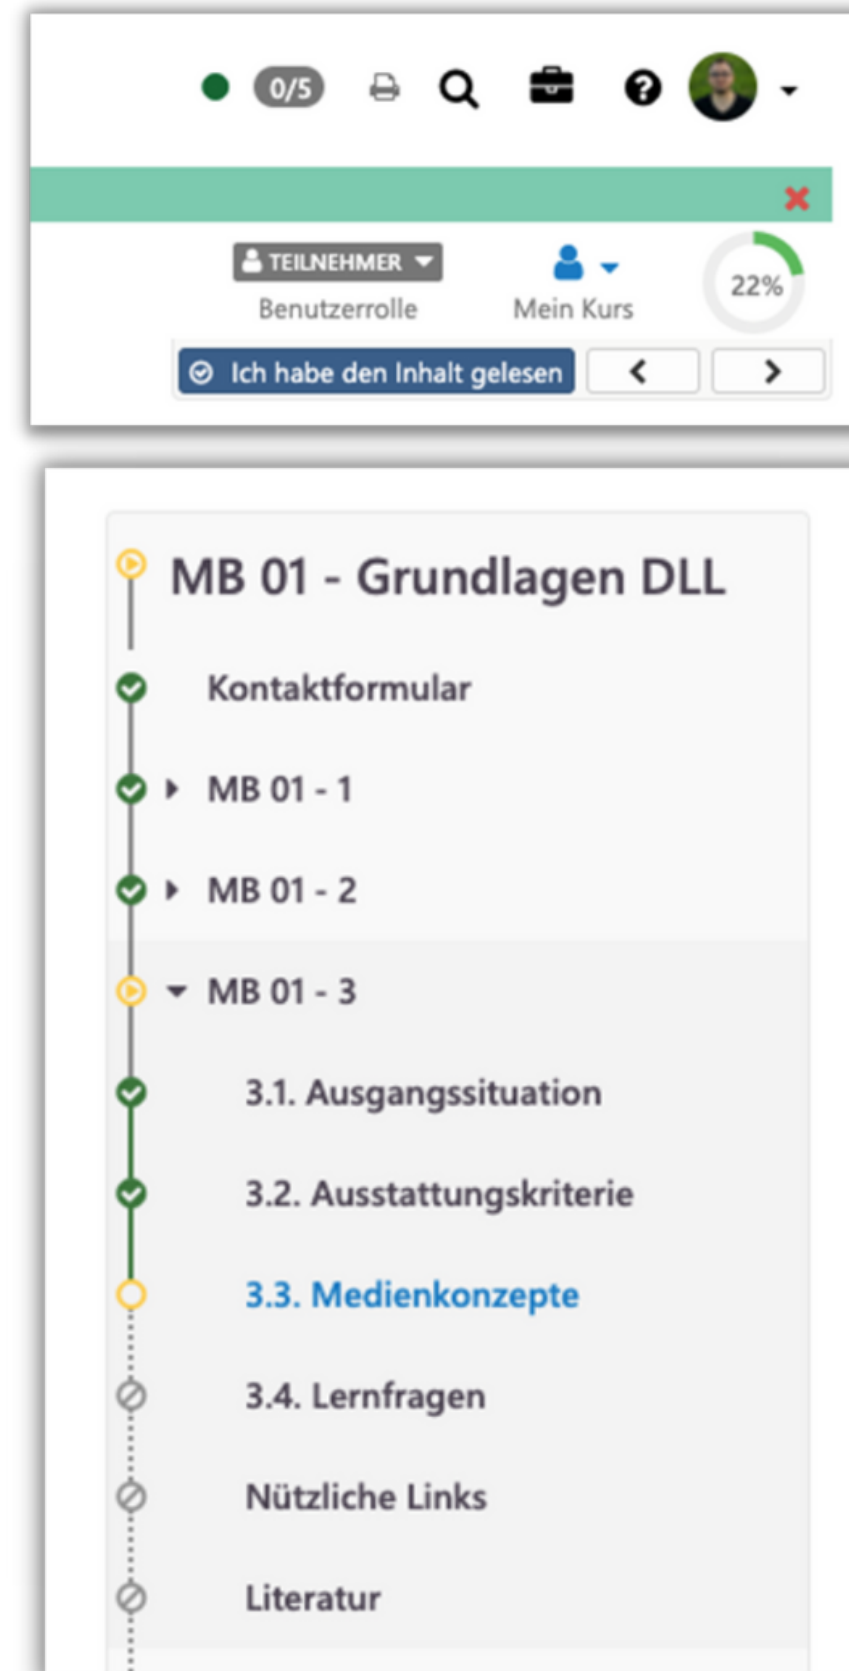 0/5
TEILNEHMER
Benutzerrolle
Mein Kurs
22%
Ich habe den Inhalt gelesen
MB 01 - Grundlagen DLL
Kontaktformular
MB 01 - 1
MB 01 - 2
MB 01 - 3
3.1. Ausgangssituation
3.2. Ausstattungskriterie
3.3. Medienkonzepte
3.4. Lernfragen
Nützliche Links
Literatur